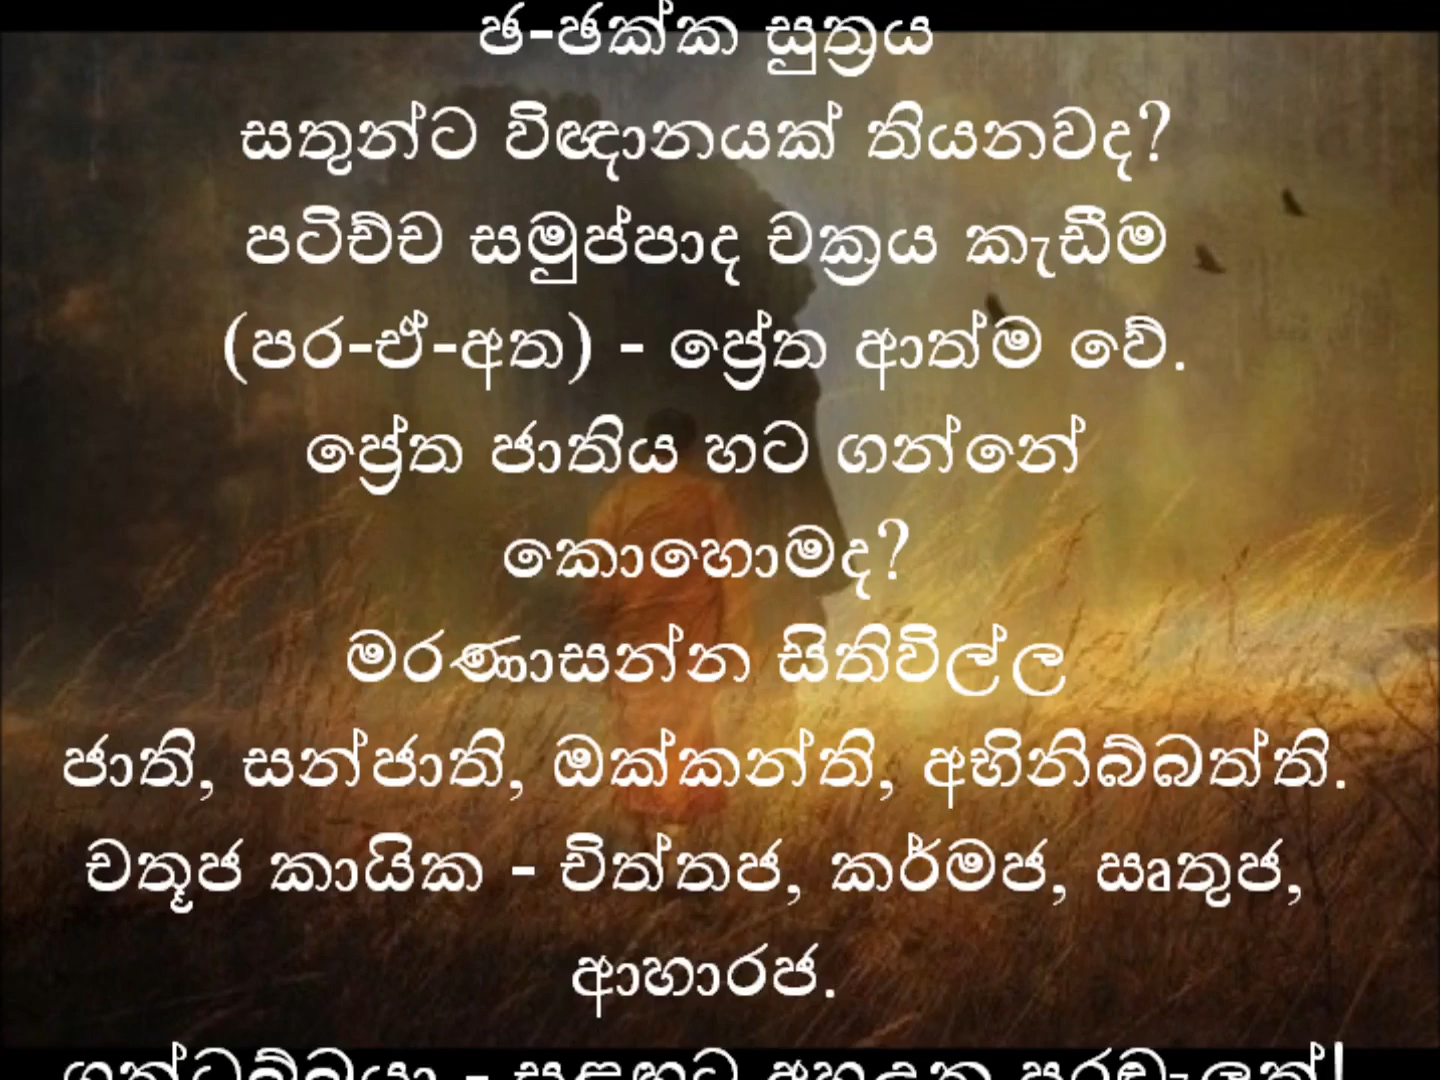 ඡ-ඡක්ක සුත්‍රය
සතුන්ට විඥානයක් තියනවද?
පටිච්ච සමුප්පාද චක්‍රය කැඩීම
(පර-ඒ-අත) - ප්‍රේත ආත්ම වේ.
ප්‍රේත ජාතිය හට ගන්නේ
කොහොමද?
මරණාසන්න සිතිවිල්ල
ජාති, සන්ජාති, ඔක්කන්ති, අභිනිබ්බත්ති.
චතූජ කායික - චිත්තජ, කර්මජ, ඍතුජ,
ආහාරජ.